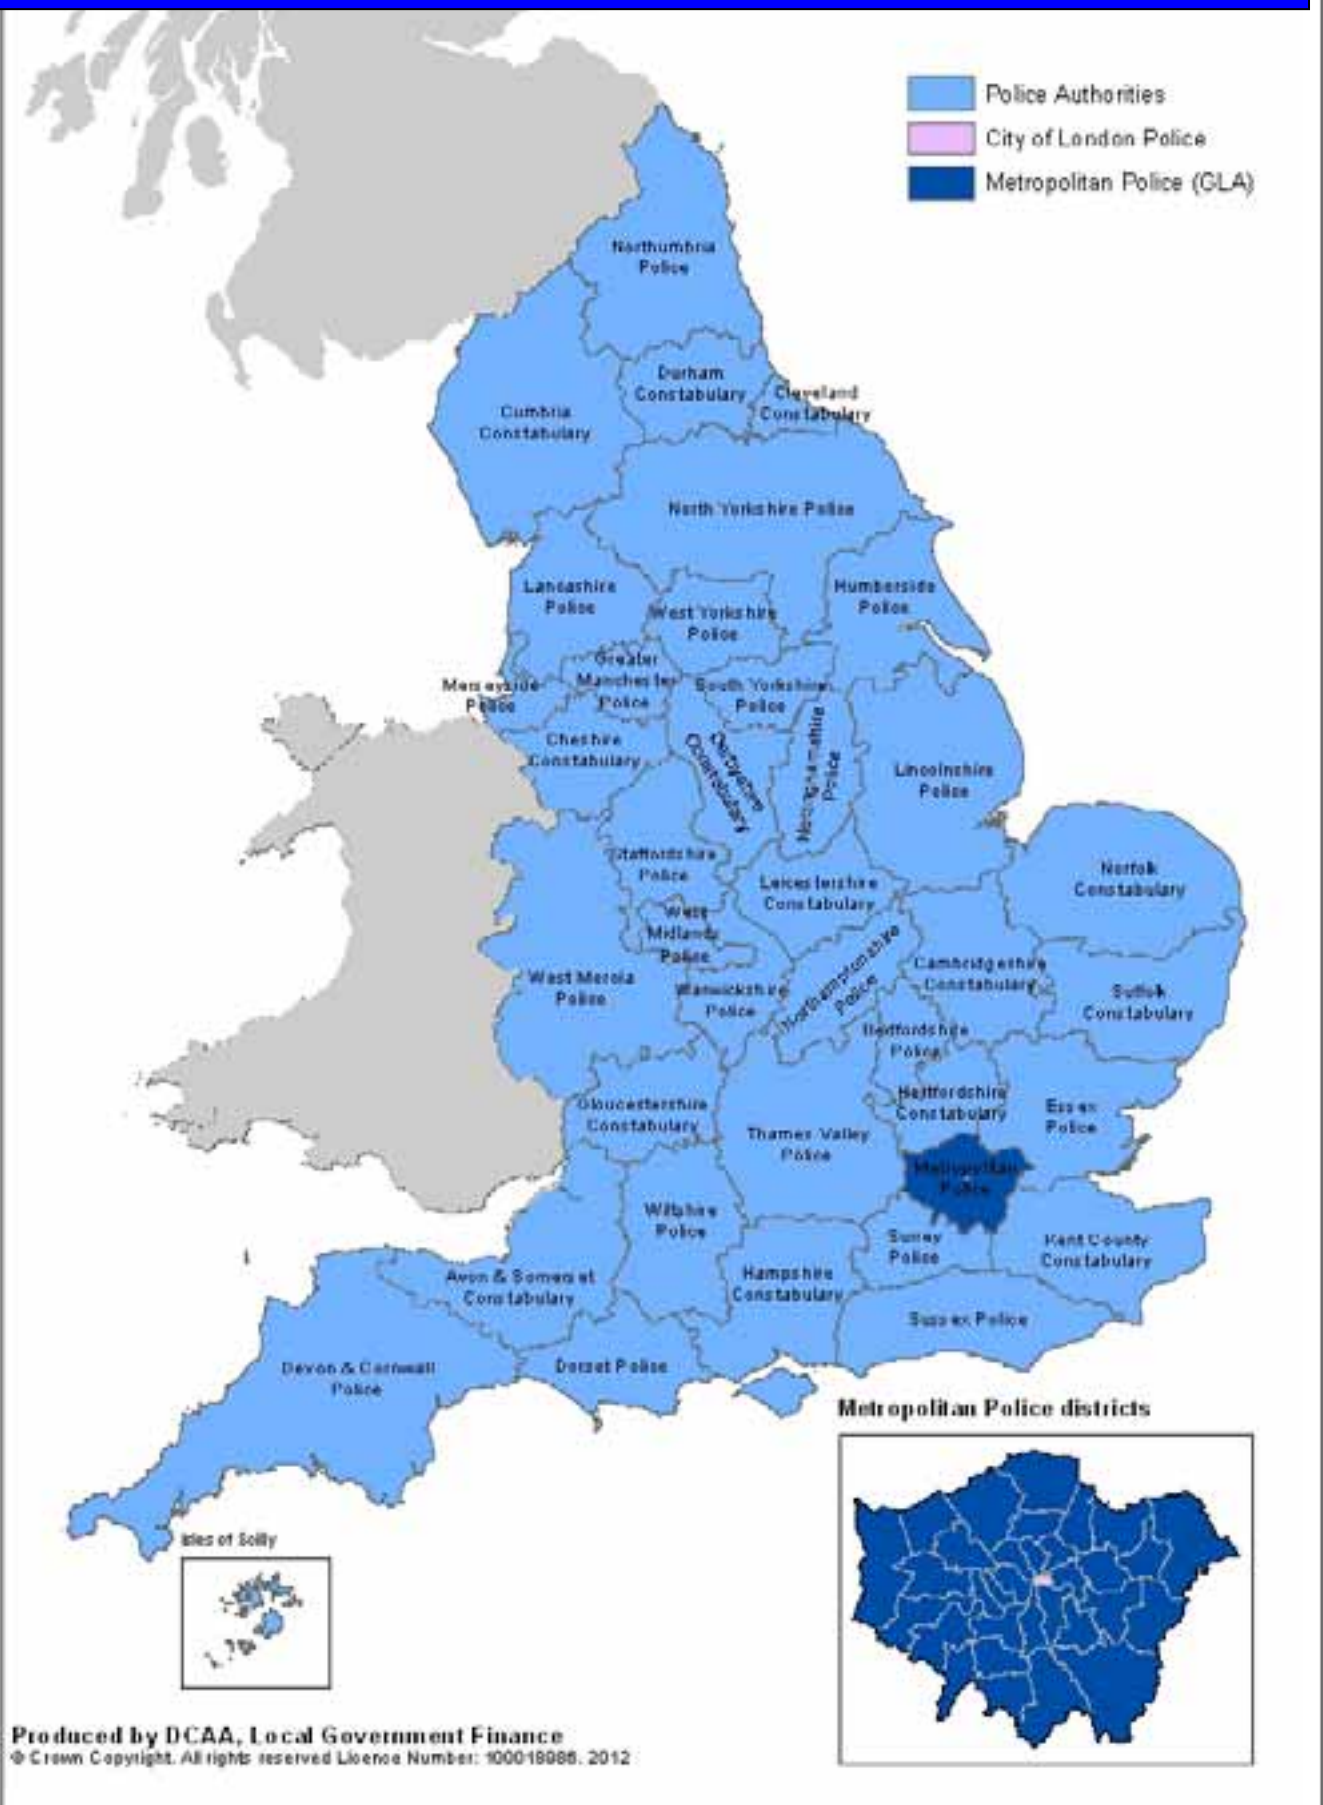 Police Authorities
City of London Police
Metropolitan Police (GLA)
Northumbria
Police
Durham
Constabulary
Cleveland
Constabulary
Cumbria
Constabulary
North Yorkshire Police
Lancashire
Police
West Yorkshire
Police
Humberside
Police
Greater
Manchester
Police
Merseyside
Police
South Yorkshire
Police
Cheshire
Constabulary
Derbyshire
Constabulary
Nottinghamshire
Police
Lincolnshire
Police
Staffordshire
Police
Leicestershire
Constabulary
Norfolk
Constabulary
West
Midlands
Police
West Mercia
Police
Warwickshire
Police
Northamptonshire
Police
Cambridgeshire
Constabulary
Suffolk
Constabulary
Bedfordshire
Police
Hertfordshire
Constabulary
Essex
Police
Gloucestershire
Constabulary
Thames Valley
Police
Metropolitan
Police
Wiltshire
Police
Surrey
Police
Kent County
Constabulary
Avon & Somerset
Constabulary
Hampshire
Constabulary
Sussex Police
Devon & Cornwall
Police
Dorset Police
Metropolitan Police districts
Isles of Scilly
Produced by DCAA, Local Government Finance
© Crown Copyright. All rights reserved Licence Number: 100018986. 2012